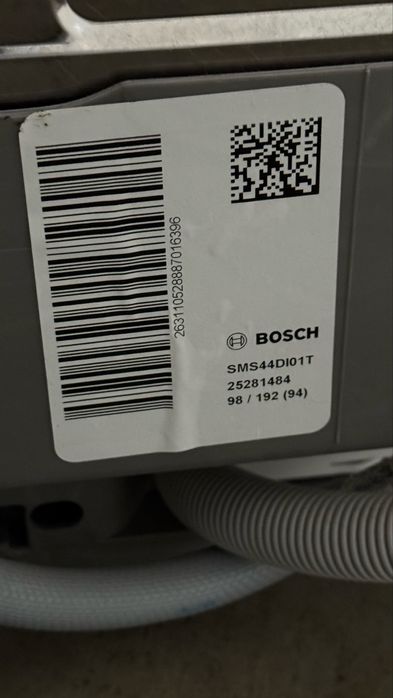 263110528887016396
BOSCH
SMS44DI01T
25281484
98 / 192 (94)